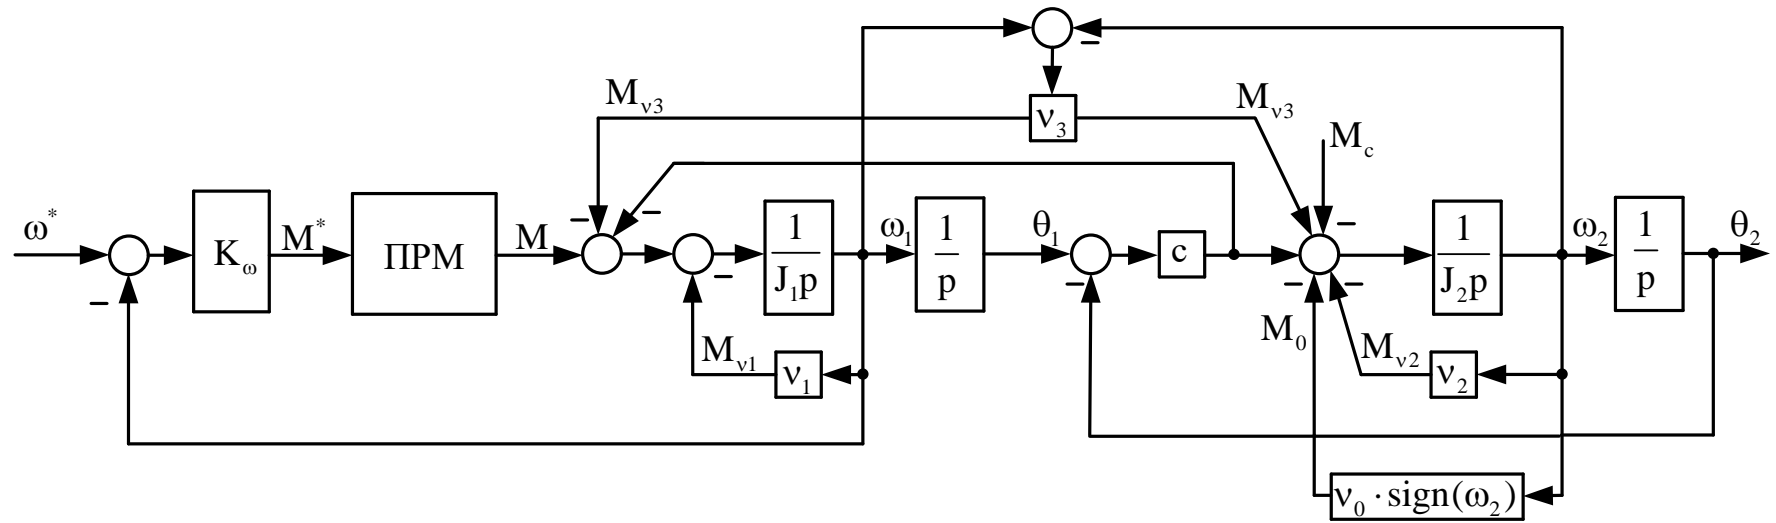 M_ν3
ν_3
M_ν3
M_c
ω*
K_ω
M*
ПРМ
M
1
J_1p
ω_1
1
p
θ_1
c
1
J_2p
ω_2
1
p
θ_2
M_ν1
ν_1
M_0
M_ν2
ν_2
ν_0 · sign(ω_2)